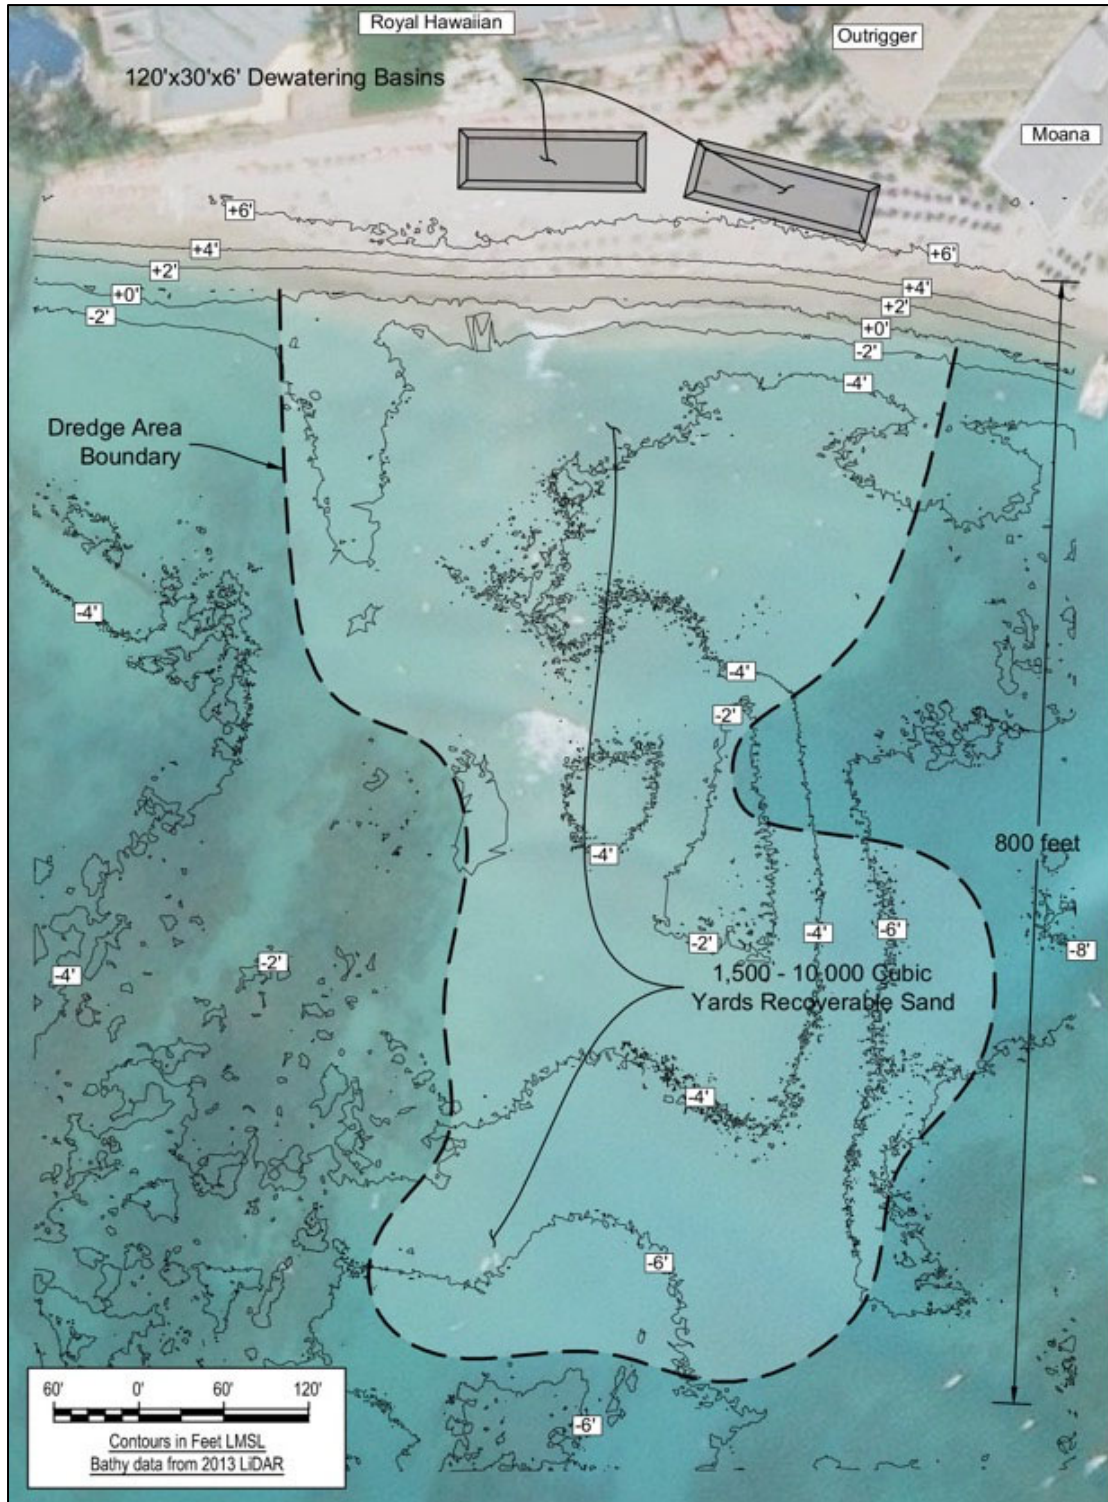 Royal Hawaiian
Outrigger
120'x30'x6' Dewatering Basins
Moana
+6'
+4'
+2'
+0'
-2'
+6'
+4'
+2'
+0'
-2'
-4'
Dredge Area
Boundary
-4'
-4'
-2'
-4'
800 feet
-4'
-6'
-2'
-8'
-2'
-4'
1,500 - 10,000 Cubic
Yards Recoverable Sand
-4'
-6'
-6'
60' 0' 60' 120'
Contours in Feet LMSL
Bathy data from 2013 LiDAR